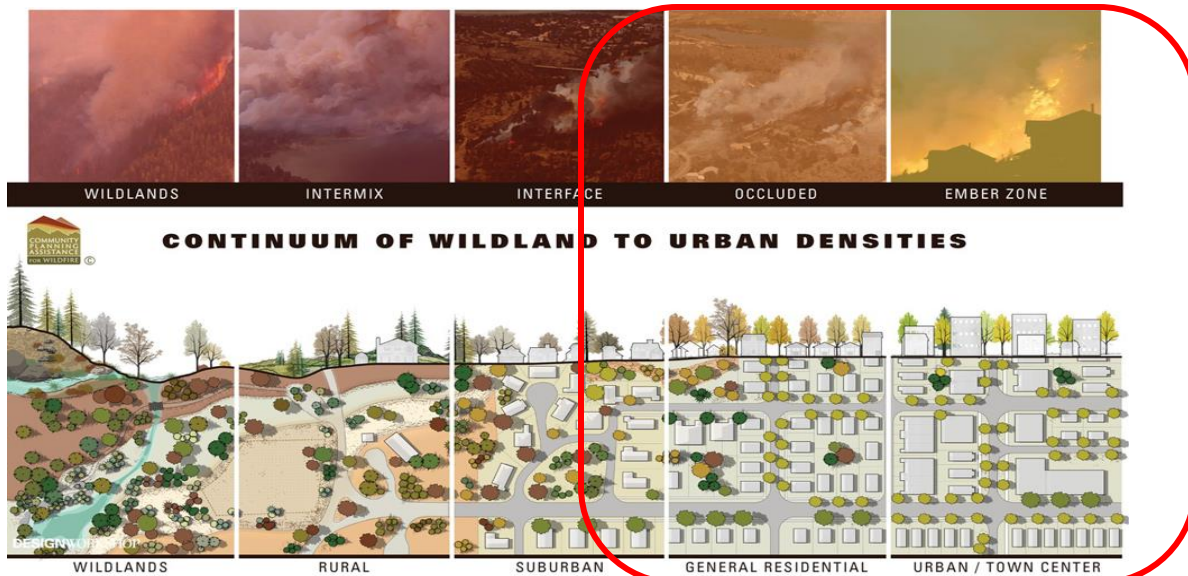 WILDLANDS INTERMIX INTERFACE OCCLUDED EMBER ZONE
COMMUNITY
PLANNING
ASSISTANCE
FOR WILDFIRE
©
CONTINUUM OF WILDLAND TO URBAN DENSITIES
DESIGNWORKSHOP
WILDLANDS RURAL SUBURBAN GENERAL RESIDENTIAL URBAN / TOWN CENTER